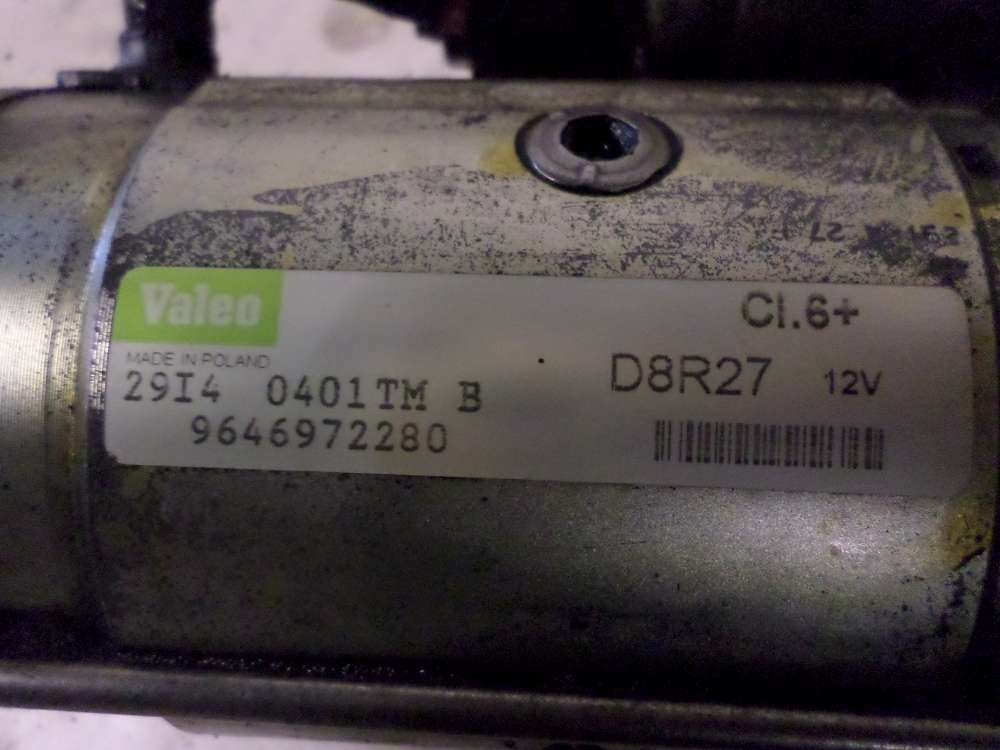 Valeo
MADE IN POLAND
Cl.6+
D8R27 12V
29I4 0401TM B
9646972280